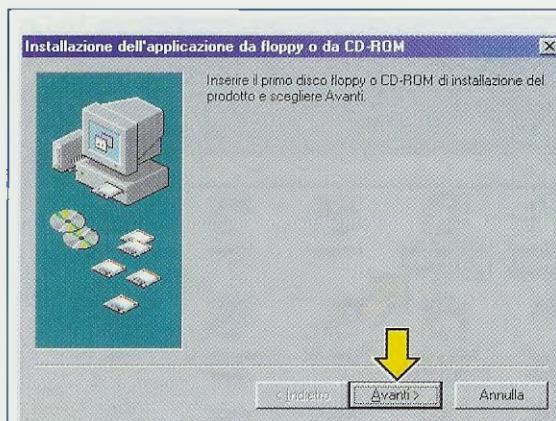 Installazione dell'applicazione da floppy o da CD-ROM
Inserire il primo disco floppy o CD-ROM di installazione del
prodotto e scegliere Avanti.
< Indietro Avanti > Annulla